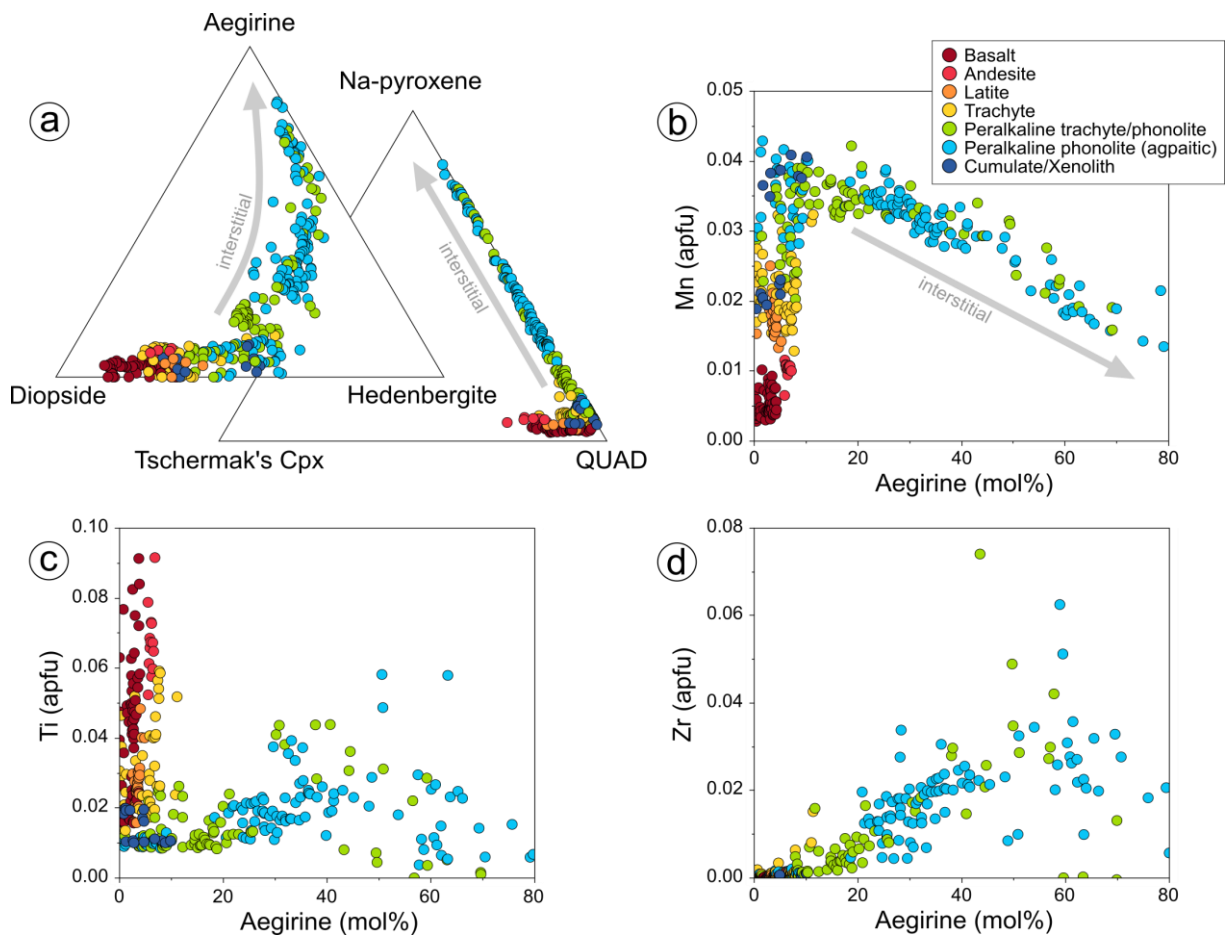 a
Aegirine
Na-pyroxene
interstitial
interstitial
Diopside
Hedenbergite
Tschermak's Cpx
QUAD
b
Basalt
Andesite
Latite
Trachyte
Peralkaline trachyte/phonolite
Peralkaline phonolite (agpaitic)
Cumulate/Xenolith
Mn (apfu)
0.05
0.04
0.03
0.02
0.01
0.00
interstitial
0 20 40 60 80
Aegirine (mol%)
c
Ti (apfu)
0.10
0.08
0.06
0.04
0.02
0.00
0 20 40 60 80
Aegirine (mol%)
d
Zr (apfu)
0.08
0.06
0.04
0.02
0.00
0 20 40 60 80
Aegirine (mol%)